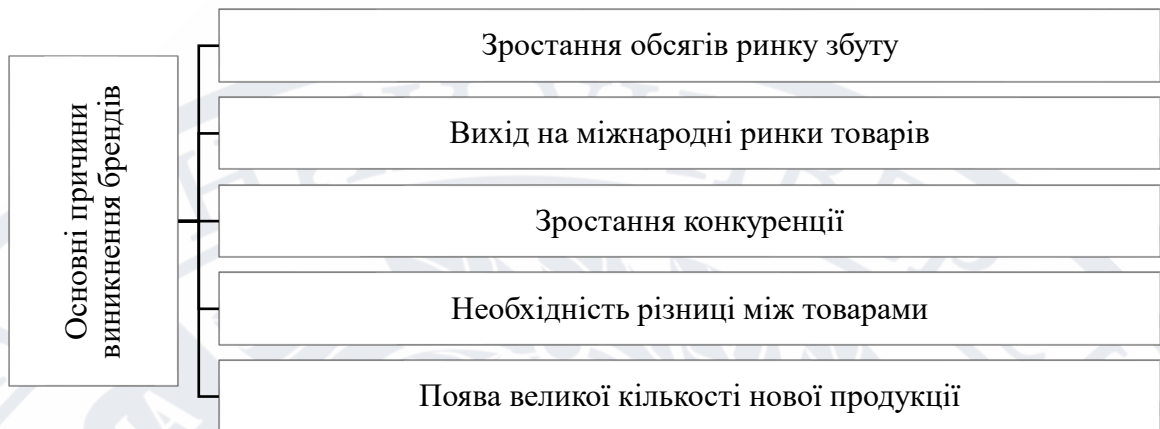 Основні причини
виникнення брендів
Зростання обсягів ринку збуту
Вихід на міжнародні ринки товарів
Зростання конкуренції
Необхідність різниці між товарами
Поява великої кількості нової продукції